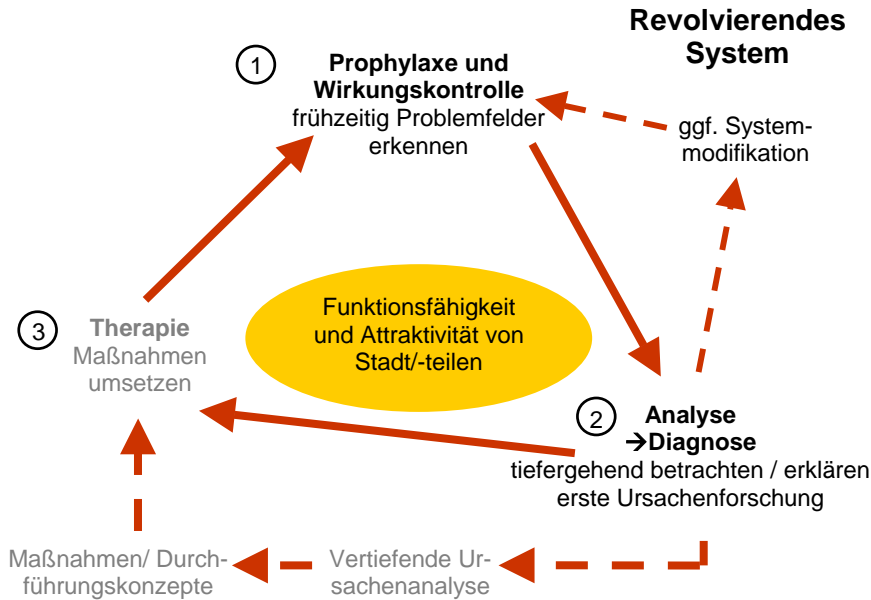 Revolvierendes
System
1
Prophylaxe und
Wirkungskontrolle
frühzeitig Problemfelder
erkennen
ggf. System-
modifikation
Funktionsfähigkeit
und Attraktivität von
Stadt/-teilen
3
Therapie
Maßnahmen
umsetzen
2
Analyse
→Diagnose
tiefergehend betrachten / erklären
erste Ursachenforschung
Maßnahmen/ Durch-
führungskonzepte
Vertiefende Ur-
sachenanalyse